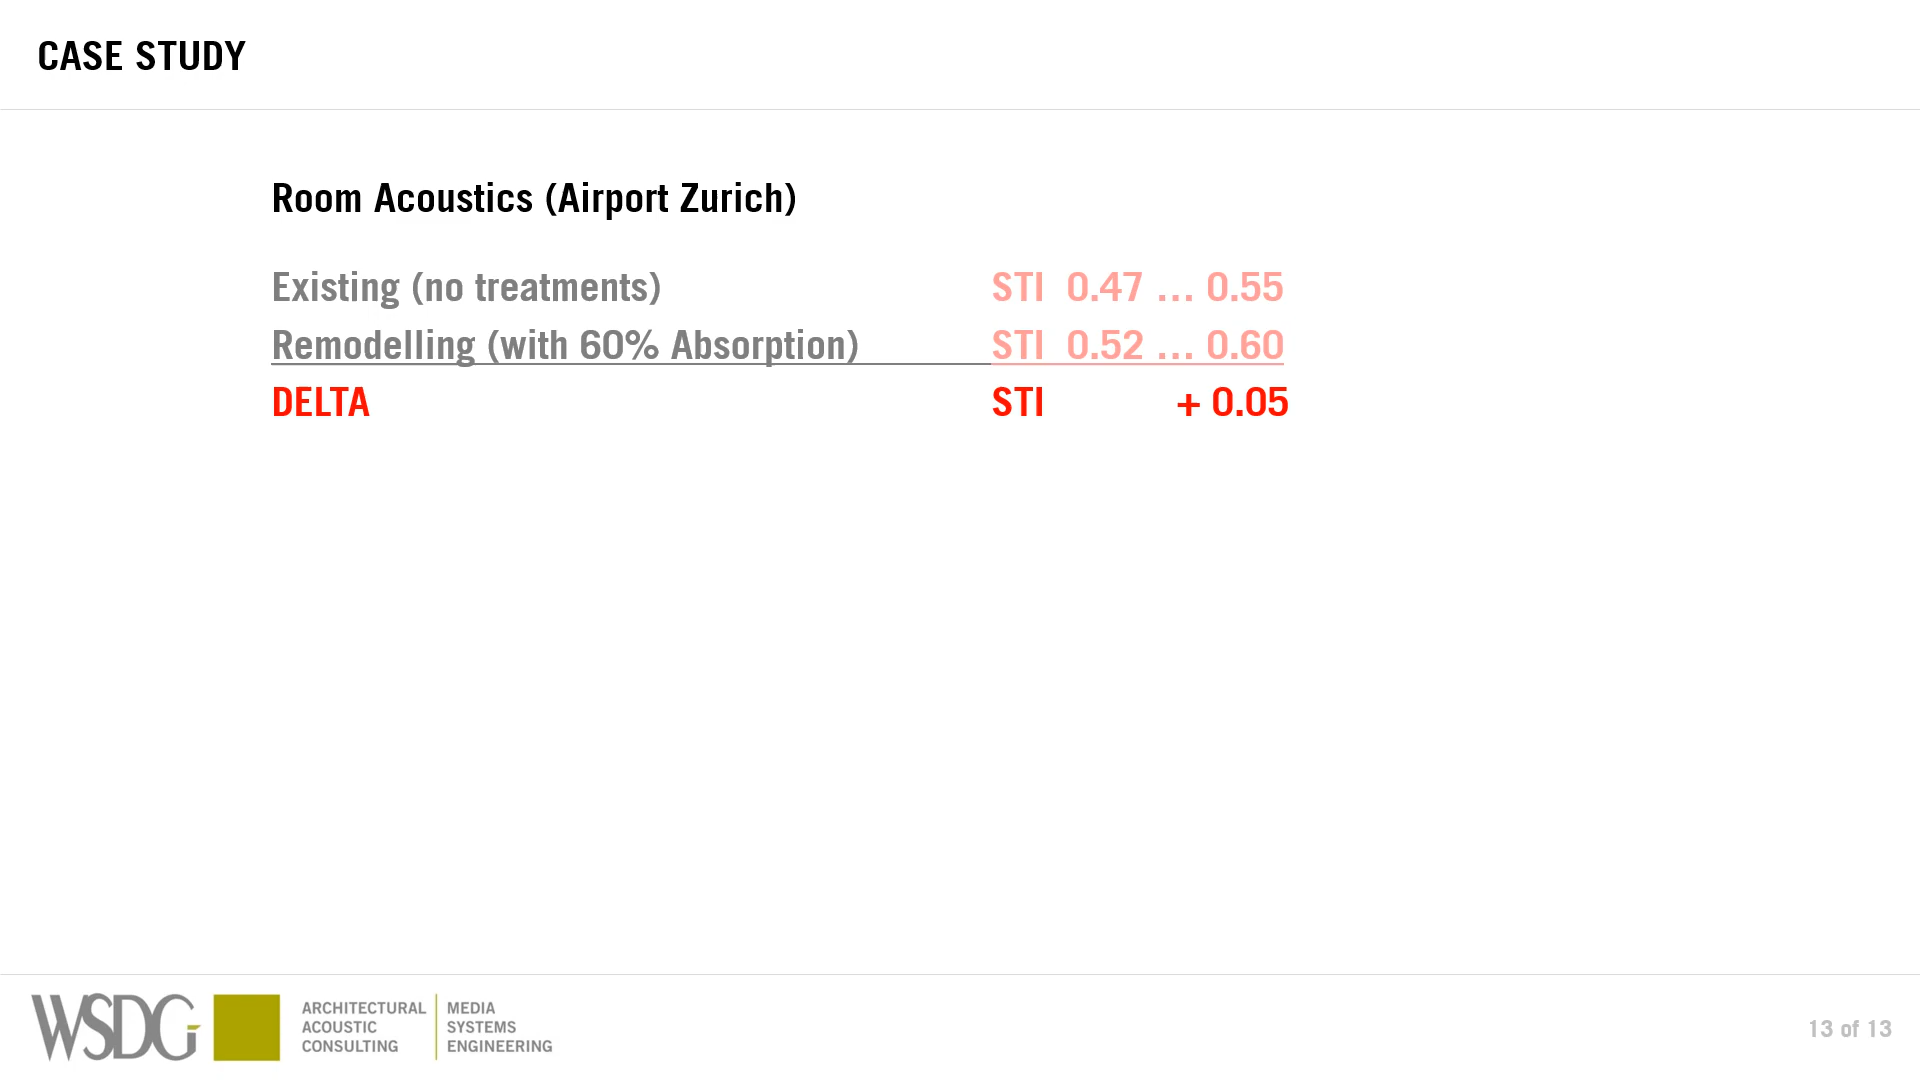 CASE STUDY
Room Acoustics (Airport Zurich)
Existing (no treatments) STI 0.47 ... 0.55
Remodelling (with 60% Absorption) STI 0.52 ... 0.60
DELTA STI + 0.05
WSDG
ARCHITECTURAL
ACOUSTIC
CONSULTING
MEDIA
SYSTEMS
ENGINEERING
13 of 13